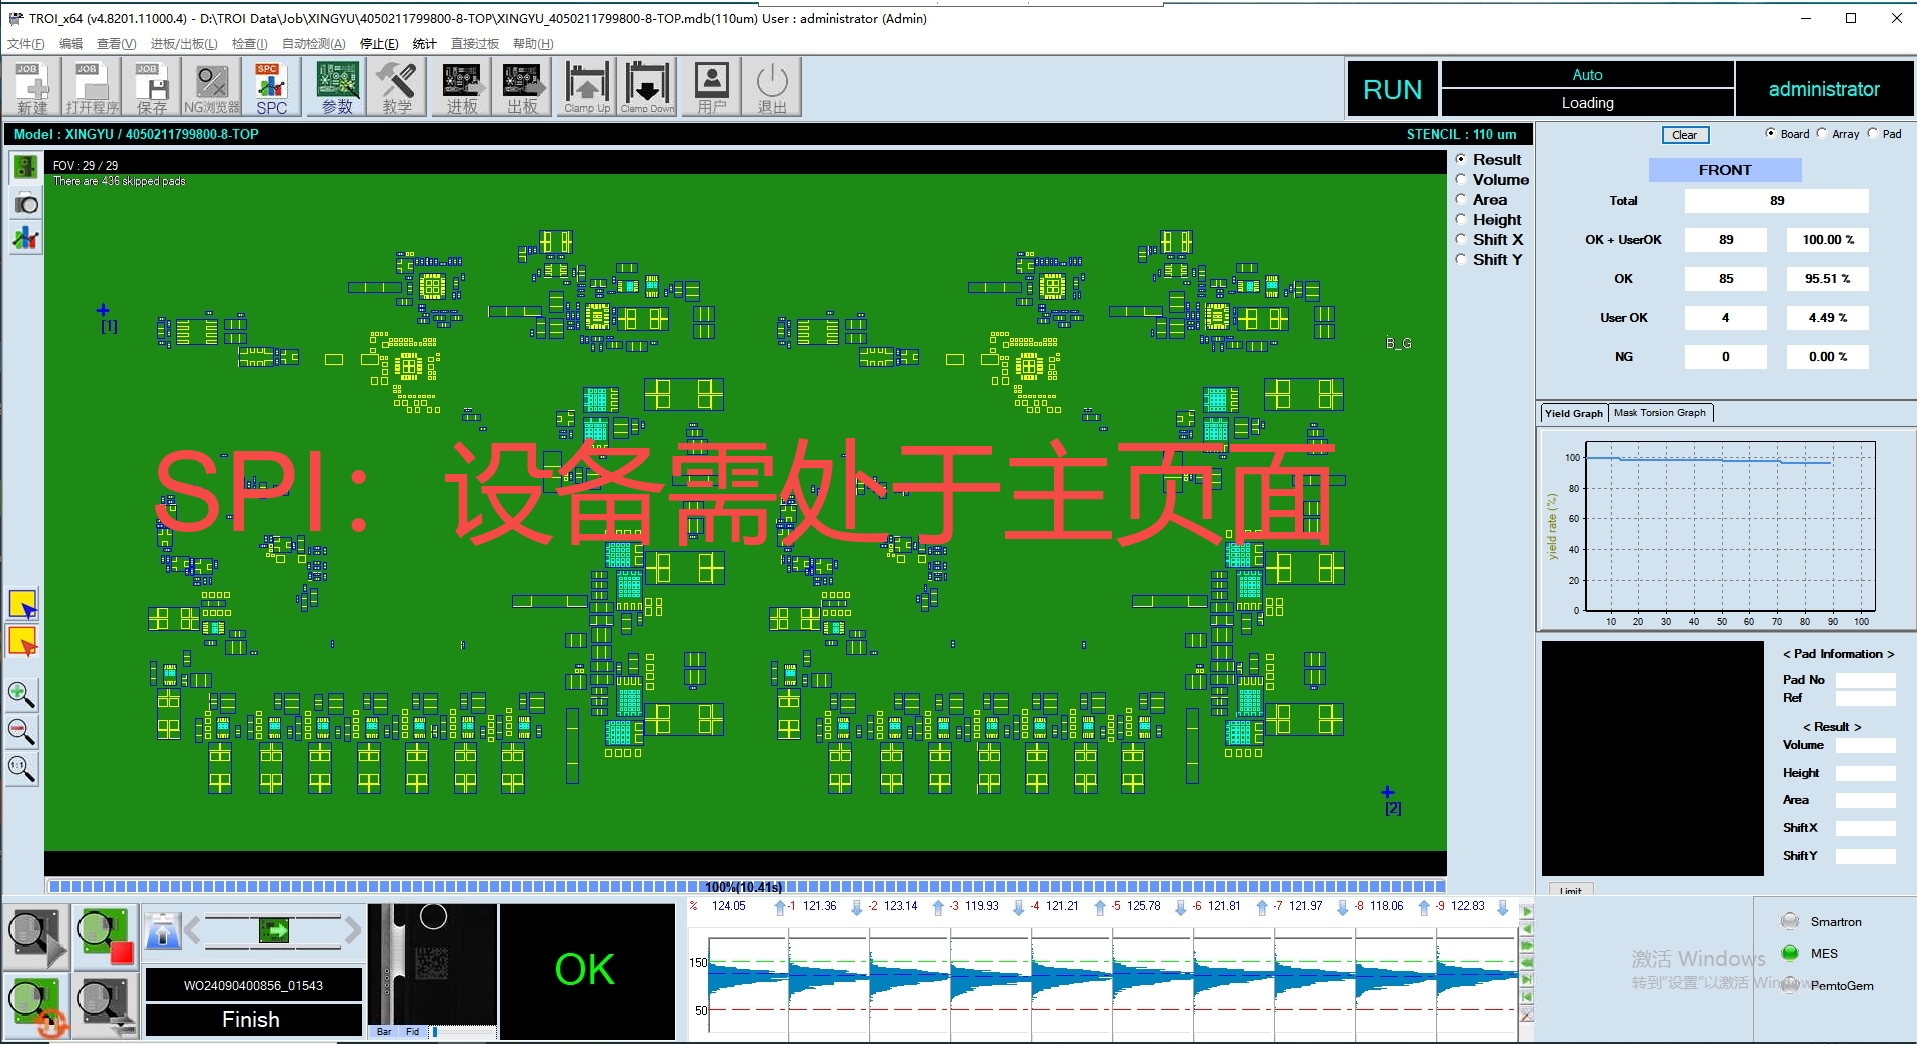 TROI_x64 (v4.8201.11000.4) - D:\TROI Data\Job\XINGYU\4050211799800-8-TOP\XINGYU_4050211799800-8-TOP.mdb(110um) User : administrator (Admin)
文件(F) 编辑 查看(V) 进板/出板(L) 检查(I) 自动检测(A) 停止(E) 统计 直接过板 帮助(H)
JOB JOB JOB SPC
新建 打开程序 保存 NG浏览器 SPC 参数 教学 进板 出板 Clamp Up Clamp Down 用户 退出
RUN
Auto
Loading
administrator
Model : XINGYU / 4050211799800-8-TOP
STENCIL : 110 um
FOV : 29 / 29
There are 436 skipped pads
[1]
B_G
[2]
SPI：设备需处于主页面
Result
Volume
Area
Height
Shift X
Shift Y
Clear
Board Array Pad
FRONT
Total 89
OK + UserOK 89 100.00 %
OK 85 95.51 %
User OK 4 4.49 %
NG 0 0.00 %
Yield Graph Mask Torsion Graph
yield rate (%)
100
80
60
40
20
0
10 20 30 40 50 60 70 80 90 100
< Pad Information >
Pad No
Ref
< Result >
Volume
Height
Area
ShiftX
ShiftY
Limit
100%(10.41s)
WO24090400856_01543
Finish
Bar Fid
OK
% 124.05 -1 121.36 -2 123.14 -3 119.93 -4 121.21 -5 125.78 -6 121.81 -7 121.97 -8 118.06 -9 122.83
150
50
Smartron
MES
PemtoGem
激活 Windows
转到"设置"以激活 Windows
1:1